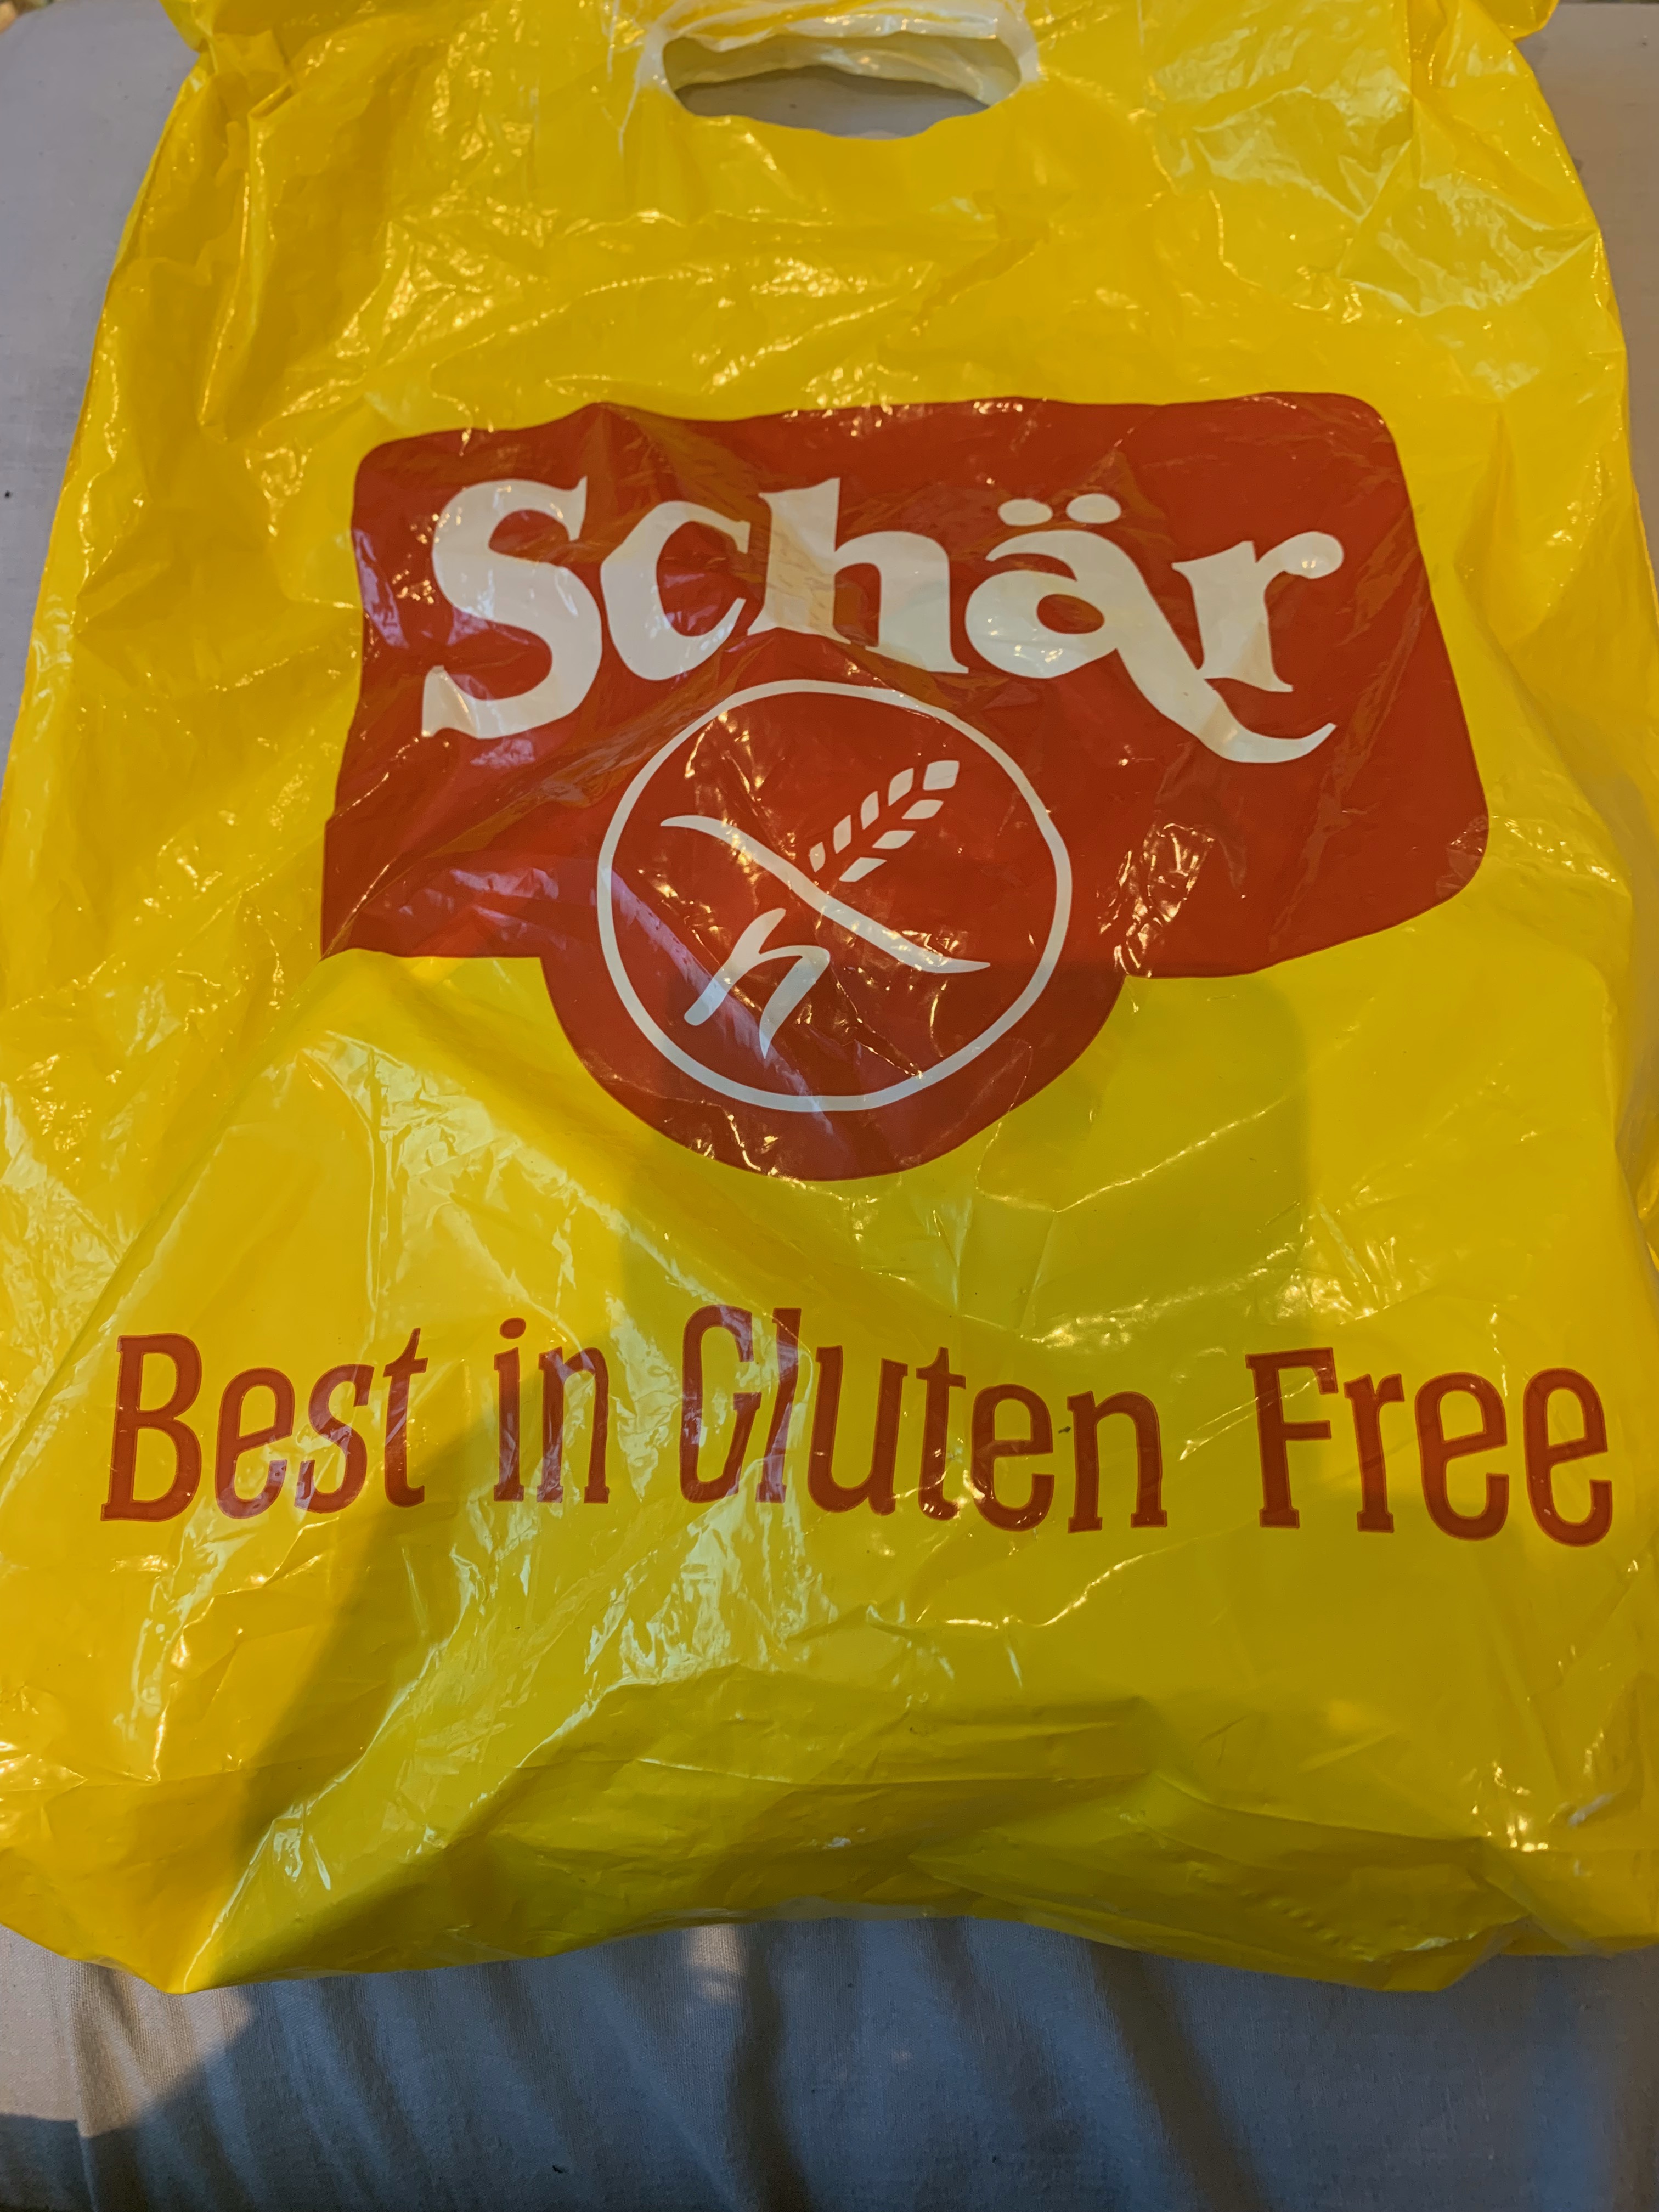 Schär
Best in Gluten Free